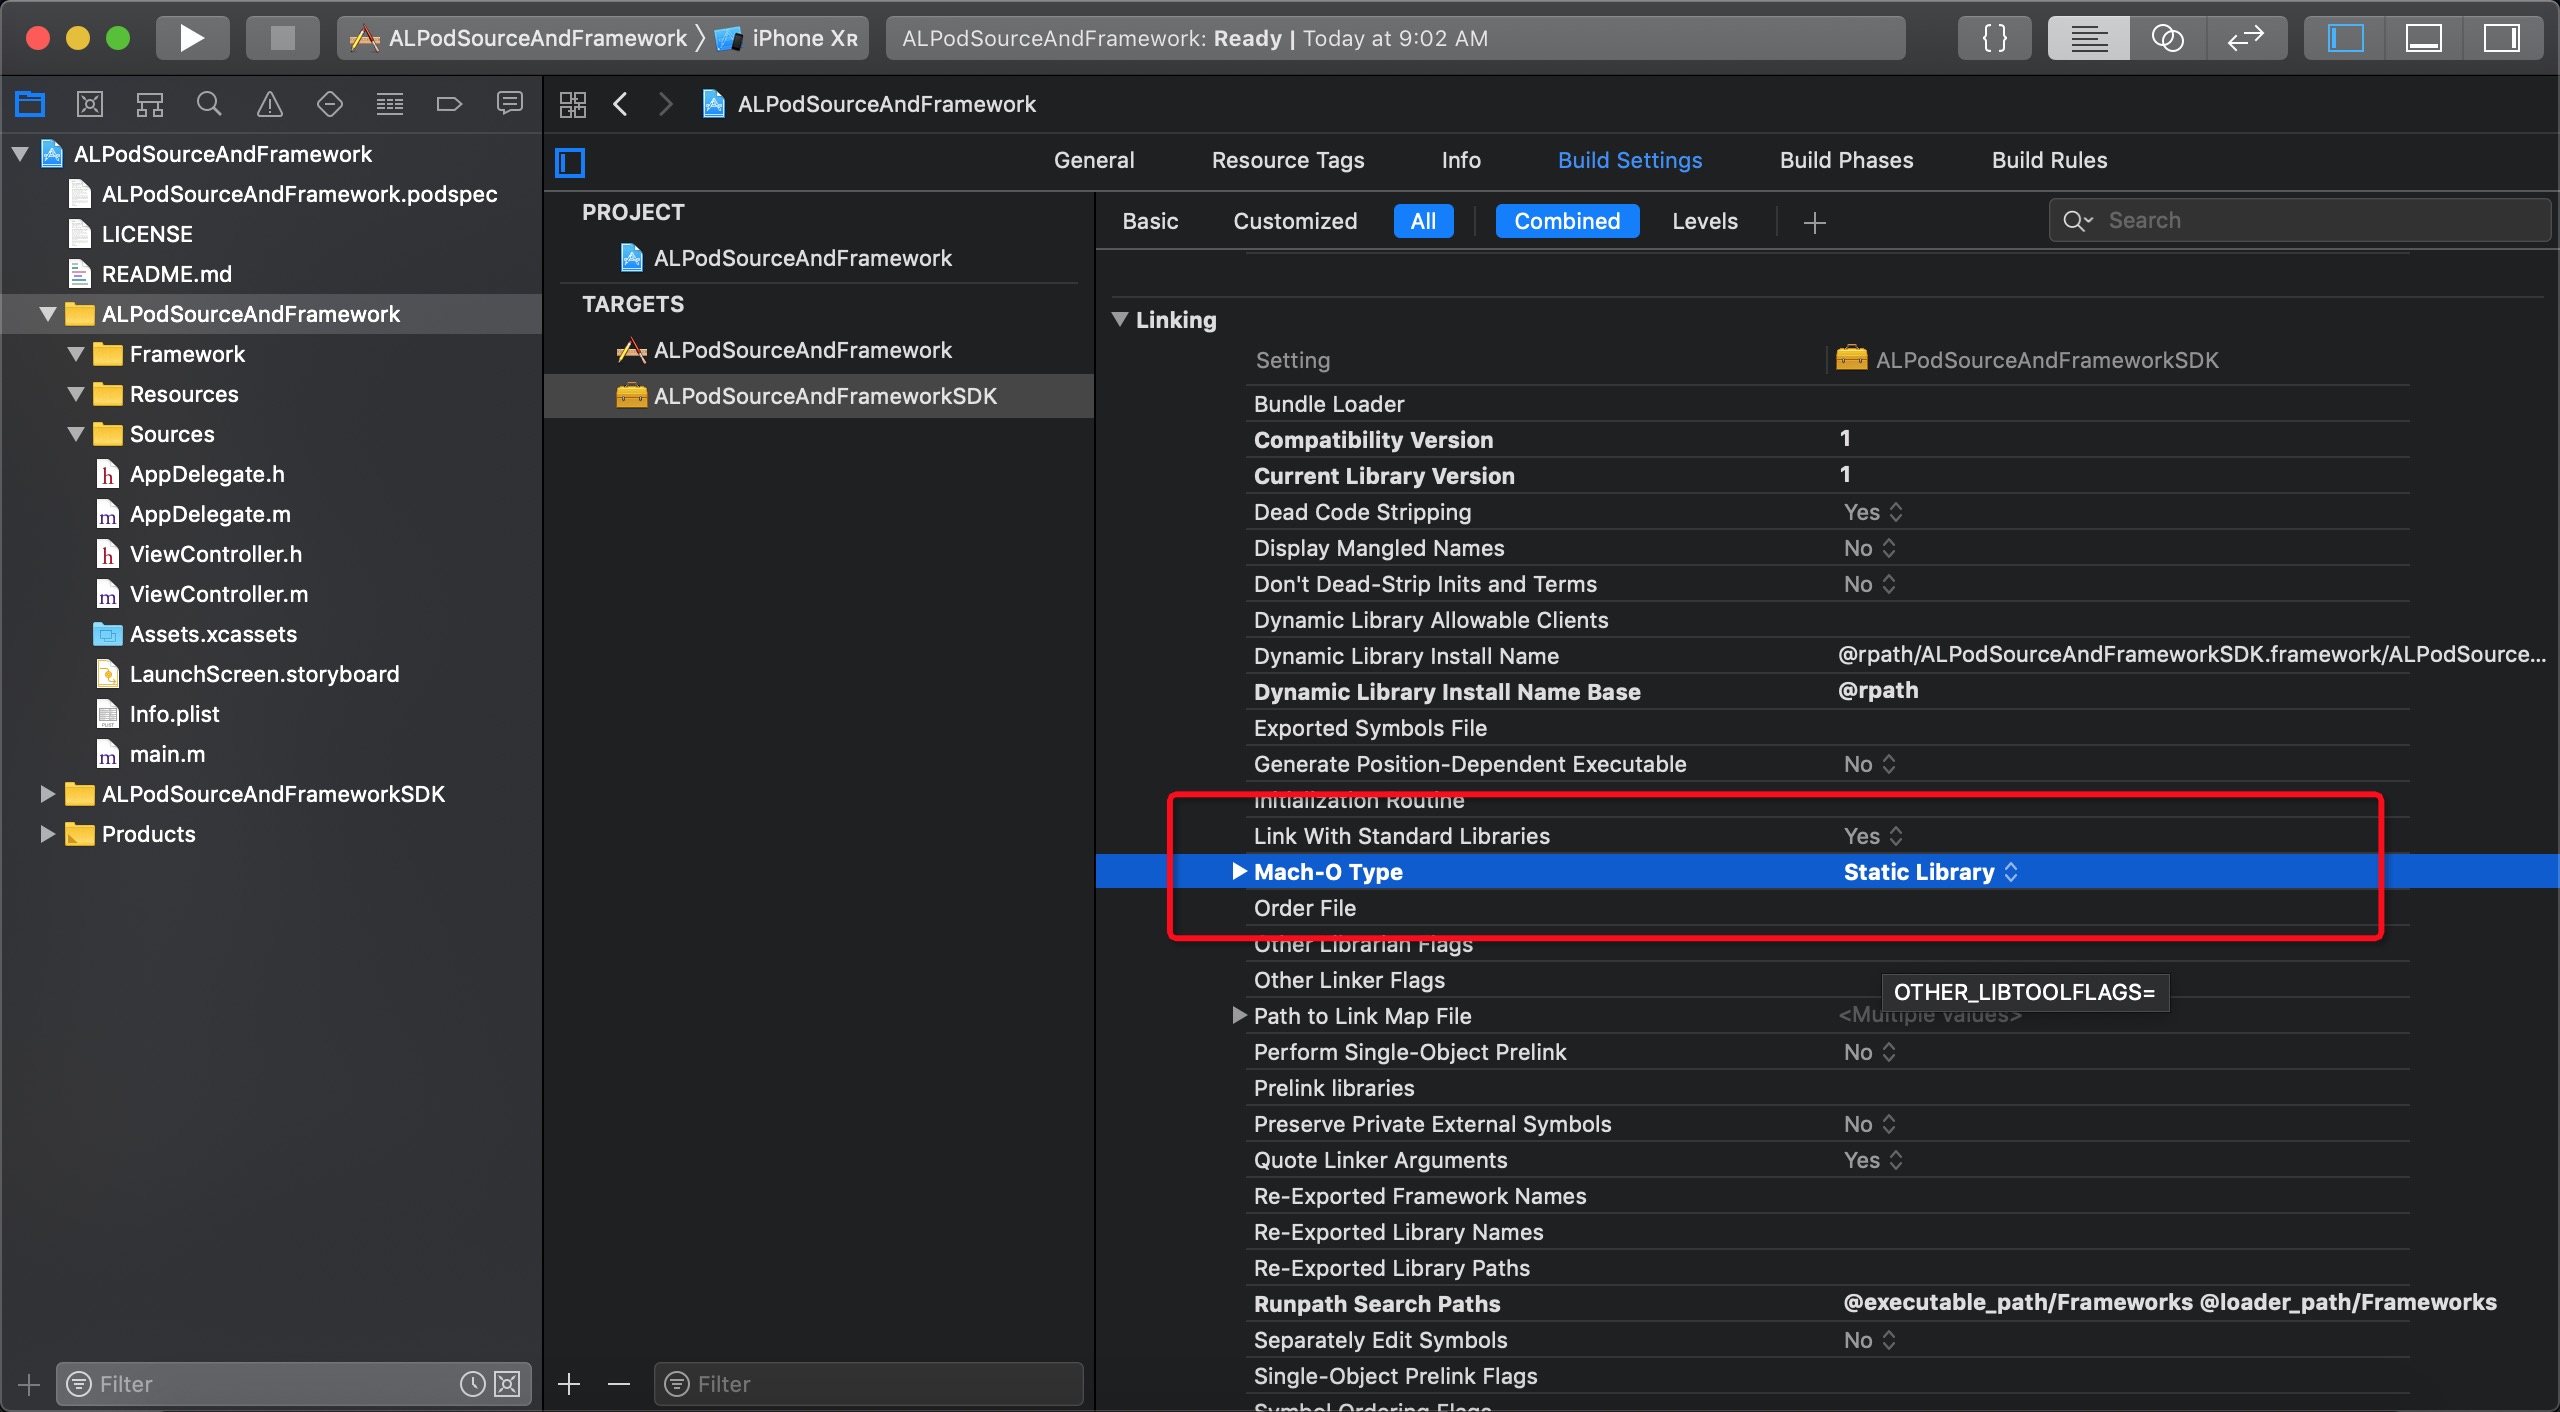 ALPodSourceAndFramework iPhone XR
ALPodSourceAndFramework: Ready | Today at 9:02 AM
{}
ALPodSourceAndFramework
ALPodSourceAndFramework.podspec
LICENSE
README.md
ALPodSourceAndFramework
Framework
Resources
Sources
h AppDelegate.h
m AppDelegate.m
h ViewController.h
m ViewController.m
Assets.xcassets
LaunchScreen.storyboard
Info.plist
m main.m
ALPodSourceAndFrameworkSDK
Products
Filter
ALPodSourceAndFramework
General Resource Tags Info Build Settings Build Phases Build Rules
PROJECT
ALPodSourceAndFramework
TARGETS
ALPodSourceAndFramework
ALPodSourceAndFrameworkSDK
Filter
Basic Customized All Combined Levels + Search
Linking
Setting ALPodSourceAndFrameworkSDK
Bundle Loader
Compatibility Version 1
Current Library Version 1
Dead Code Stripping Yes
Display Mangled Names No
Don't Dead-Strip Inits and Terms No
Dynamic Library Allowable Clients
Dynamic Library Install Name @rpath/ALPodSourceAndFrameworkSDK.framework/ALPodSource...
Dynamic Library Install Name Base @rpath
Exported Symbols File
Generate Position-Dependent Executable No
Initialization Routine
Link With Standard Libraries Yes
Mach-O Type Static Library
Order File
Other Librarian Flags
Other Linker Flags
OTHER_LIBTOOLFLAGS=
Path to Link Map File <Multiple values>
Perform Single-Object Prelink No
Prelink libraries
Preserve Private External Symbols No
Quote Linker Arguments Yes
Re-Exported Framework Names
Re-Exported Library Names
Re-Exported Library Paths
Runpath Search Paths @executable_path/Frameworks @loader_path/Frameworks
Separately Edit Symbols No
Single-Object Prelink Flags
Symbol Ordering Flags